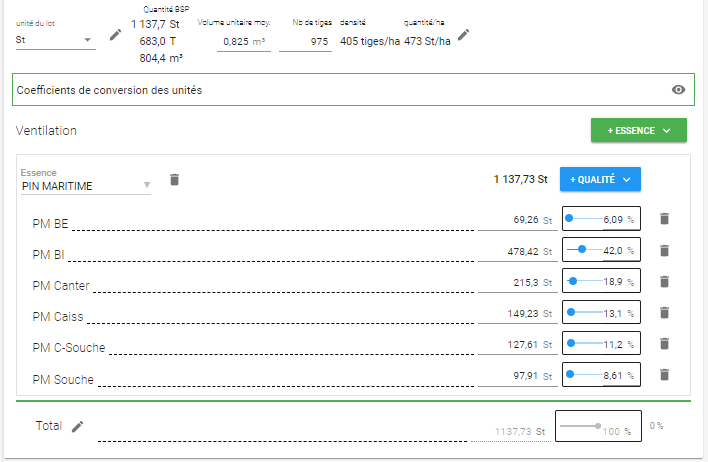 Quantité BSP
unité du lot 1 137,7 St Volume unitaire moy. Nb de tiges densité quantité/ha
St 683,0 T 0,825 m³ 975 405 tiges/ha 473 St/ha
804,4 m³
Coefficients de conversion des unités
Ventilation + ESSENCE
Essence
PIN MARITIME 1 137,73 St + QUALITÉ
PM BE 69,26 St 6,09 %
PM BI 478,42 St 42,0 %
PM Canter 215,3 St 18,9 %
PM Caiss 149,23 St 13,1 %
PM C-Souche 127,61 St 11,2 %
PM Souche 97,91 St 8,61 %
Total 1137,73 St 100 % 0 %